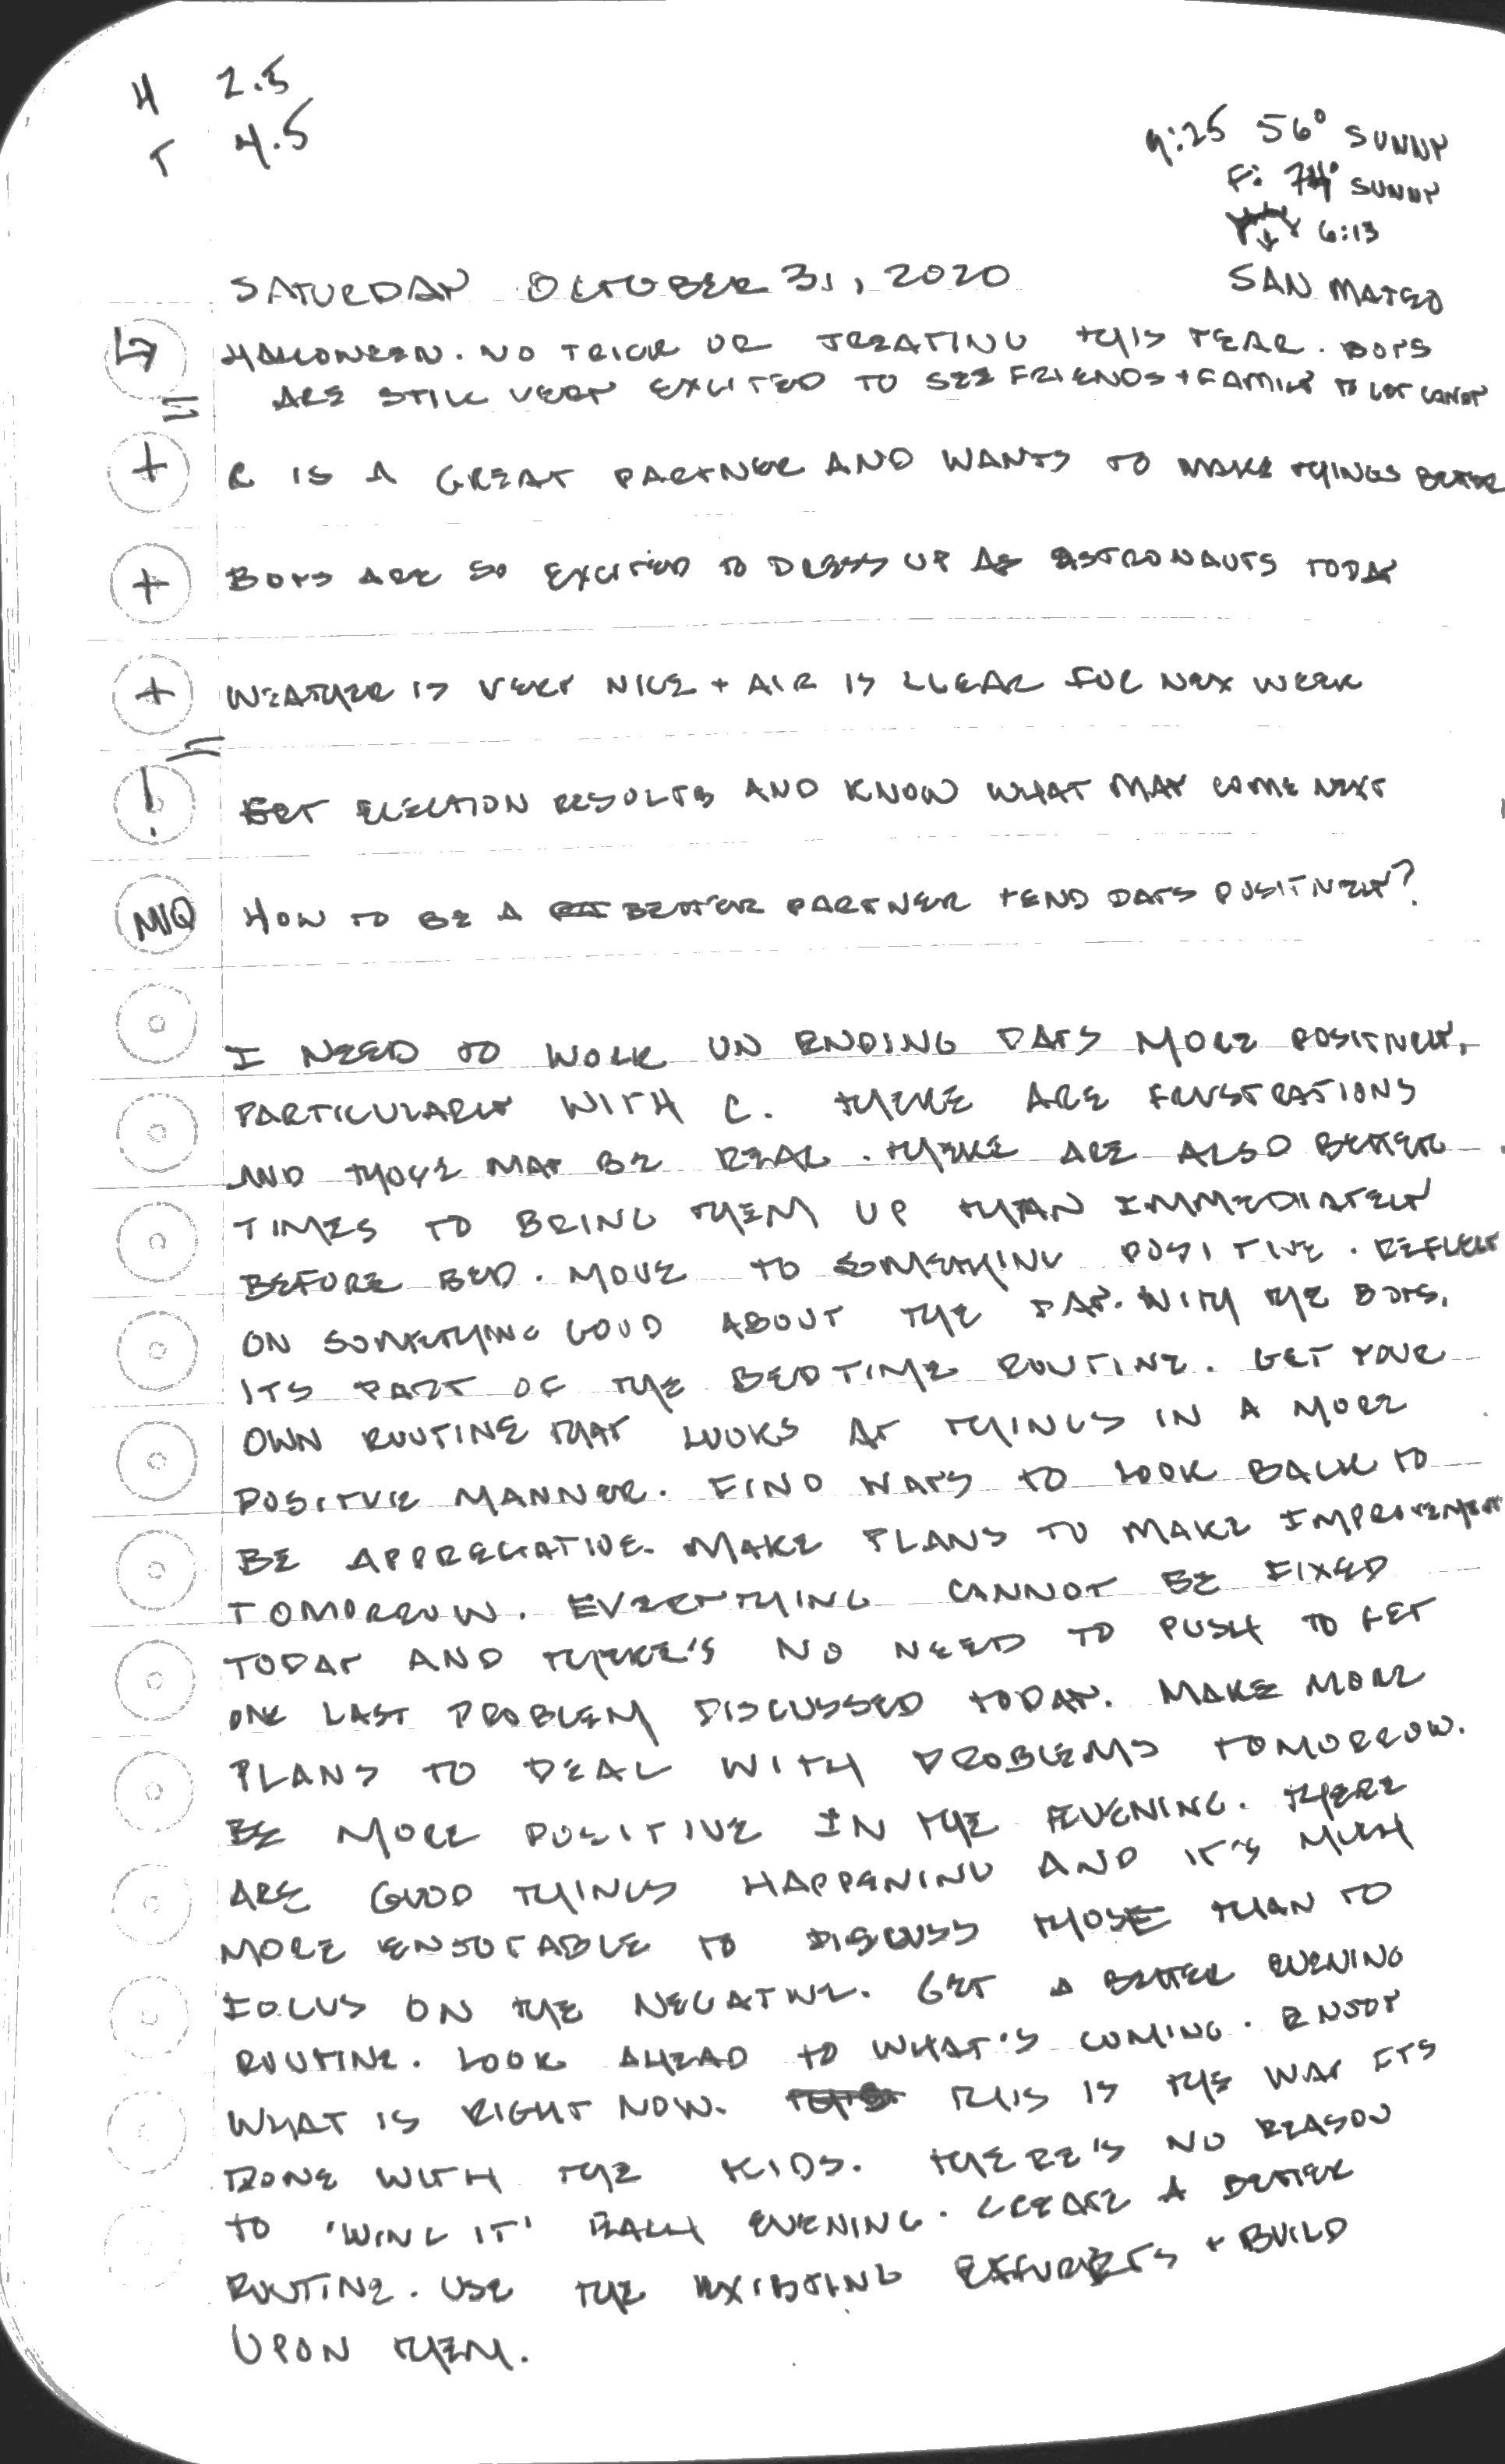 H 2.5
T 4.5
9:25 56° SUNNY
F: 74° SUNNY
↓ 6:13
SAN MATEO
SATURDAY OCTOBER 31, 2020
↳ HALLOWEEN. NO TRICK OR TREATING THIS YEAR. BOYS
ARE STILL VERY EXCITED TO SEE FRIENDS + FAMILY TO GET CANDY
+ R IS A GREAT PARTNER AND WANTS TO MAKE THINGS BETTER
+ BOYS ARE SO EXCITED TO DRESS UP AS ASTRONAUTS TODAY
+ WEATHER IS VERY NICE + AIR IS CLEAR FOR NEX WEEK
! GET ELECTION RESULTS AND KNOW WHAT MAY COME NEXT
MIQ HOW TO BE A BETTER PARTNER + END DAYS POSITIVELY?
I NEED TO WORK ON ENDING DAYS MORE POSITIVELY,
PARTICULARLY WITH C. THERE ARE FRUSTRATIONS
AND THOSE MAY BE REAL. THERE ARE ALSO BETTER
TIMES TO BRING THEM UP THAN IMMEDIATELY
BEFORE BED. MOVE TO SOMETHING POSITIVE. REFLECT
ON SOMETHING GOOD ABOUT THE DAY. WITH THE BOYS,
ITS PART OF THE BEDTIME ROUTINE. GET YOUR
OWN ROUTINE THAT LOOKS AT THINGS IN A MORE
POSITIVE MANNER. FIND WAYS TO LOOK BACK TO
BE APPRECIATIVE. MAKE PLANS TO MAKE IMPROVEMENT
TOMORROW. EVERYTHING CANNOT BE FIXED
TODAY AND THERE'S NO NEED TO PUSH TO GET
ONE LAST PROBLEM DISCUSSED TODAY. MAKE MORE
PLANS TO DEAL WITH PROBLEMS TOMORROW.
BE MORE POSITIVE IN THE EVENING. THERE
ARE GOOD THINGS HAPPENING AND IT'S MUCH
MORE ENJOYABLE TO DISCUSS THOSE THAN TO
FOCUS ON THE NEGATIVE. GET A BETTER EVENING
ROUTINE. LOOK AHEAD TO WHAT'S COMING. ENJOY
WHAT IS RIGHT NOW. THIS IS THE WAY ITS
DONE WITH THE KIDS. THERE'S NO REASON
TO 'WING IT' EACH EVENING. CREATE A BETTER
ROUTINE. USE THE EXISTING EFFORTS + BUILD
UPON THEM.